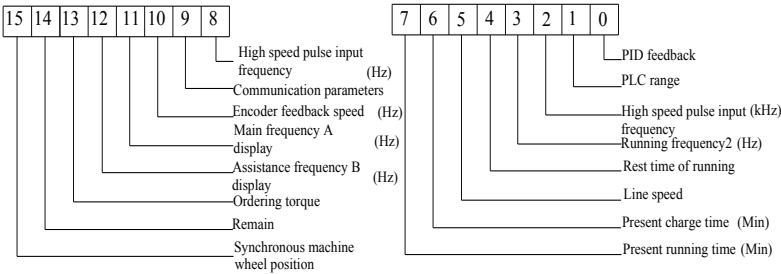 15 14 13 12 11 10 9 8
High speed pulse input
frequency (Hz)
Communication parameters
Encoder feedback speed (Hz)
Main frequency A
display (Hz)
Assistance frequency B
display (Hz)
Ordering torque
Remain
Synchronous machine
wheel position
7 6 5 4 3 2 1 0
PID feedback
PLC range
High speed pulse input (kHz)
frequency
Running frequency2 (Hz)
Rest time of running
Line speed
Present charge time (Min)
Present running time (Min)